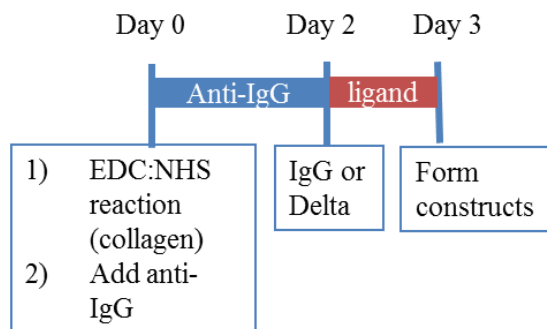 Day 0 Day 2 Day 3
Anti-IgG ligand
1) EDC:NHS
reaction
(collagen)
2) Add anti-
IgG
IgG or
Delta
Form
constructs